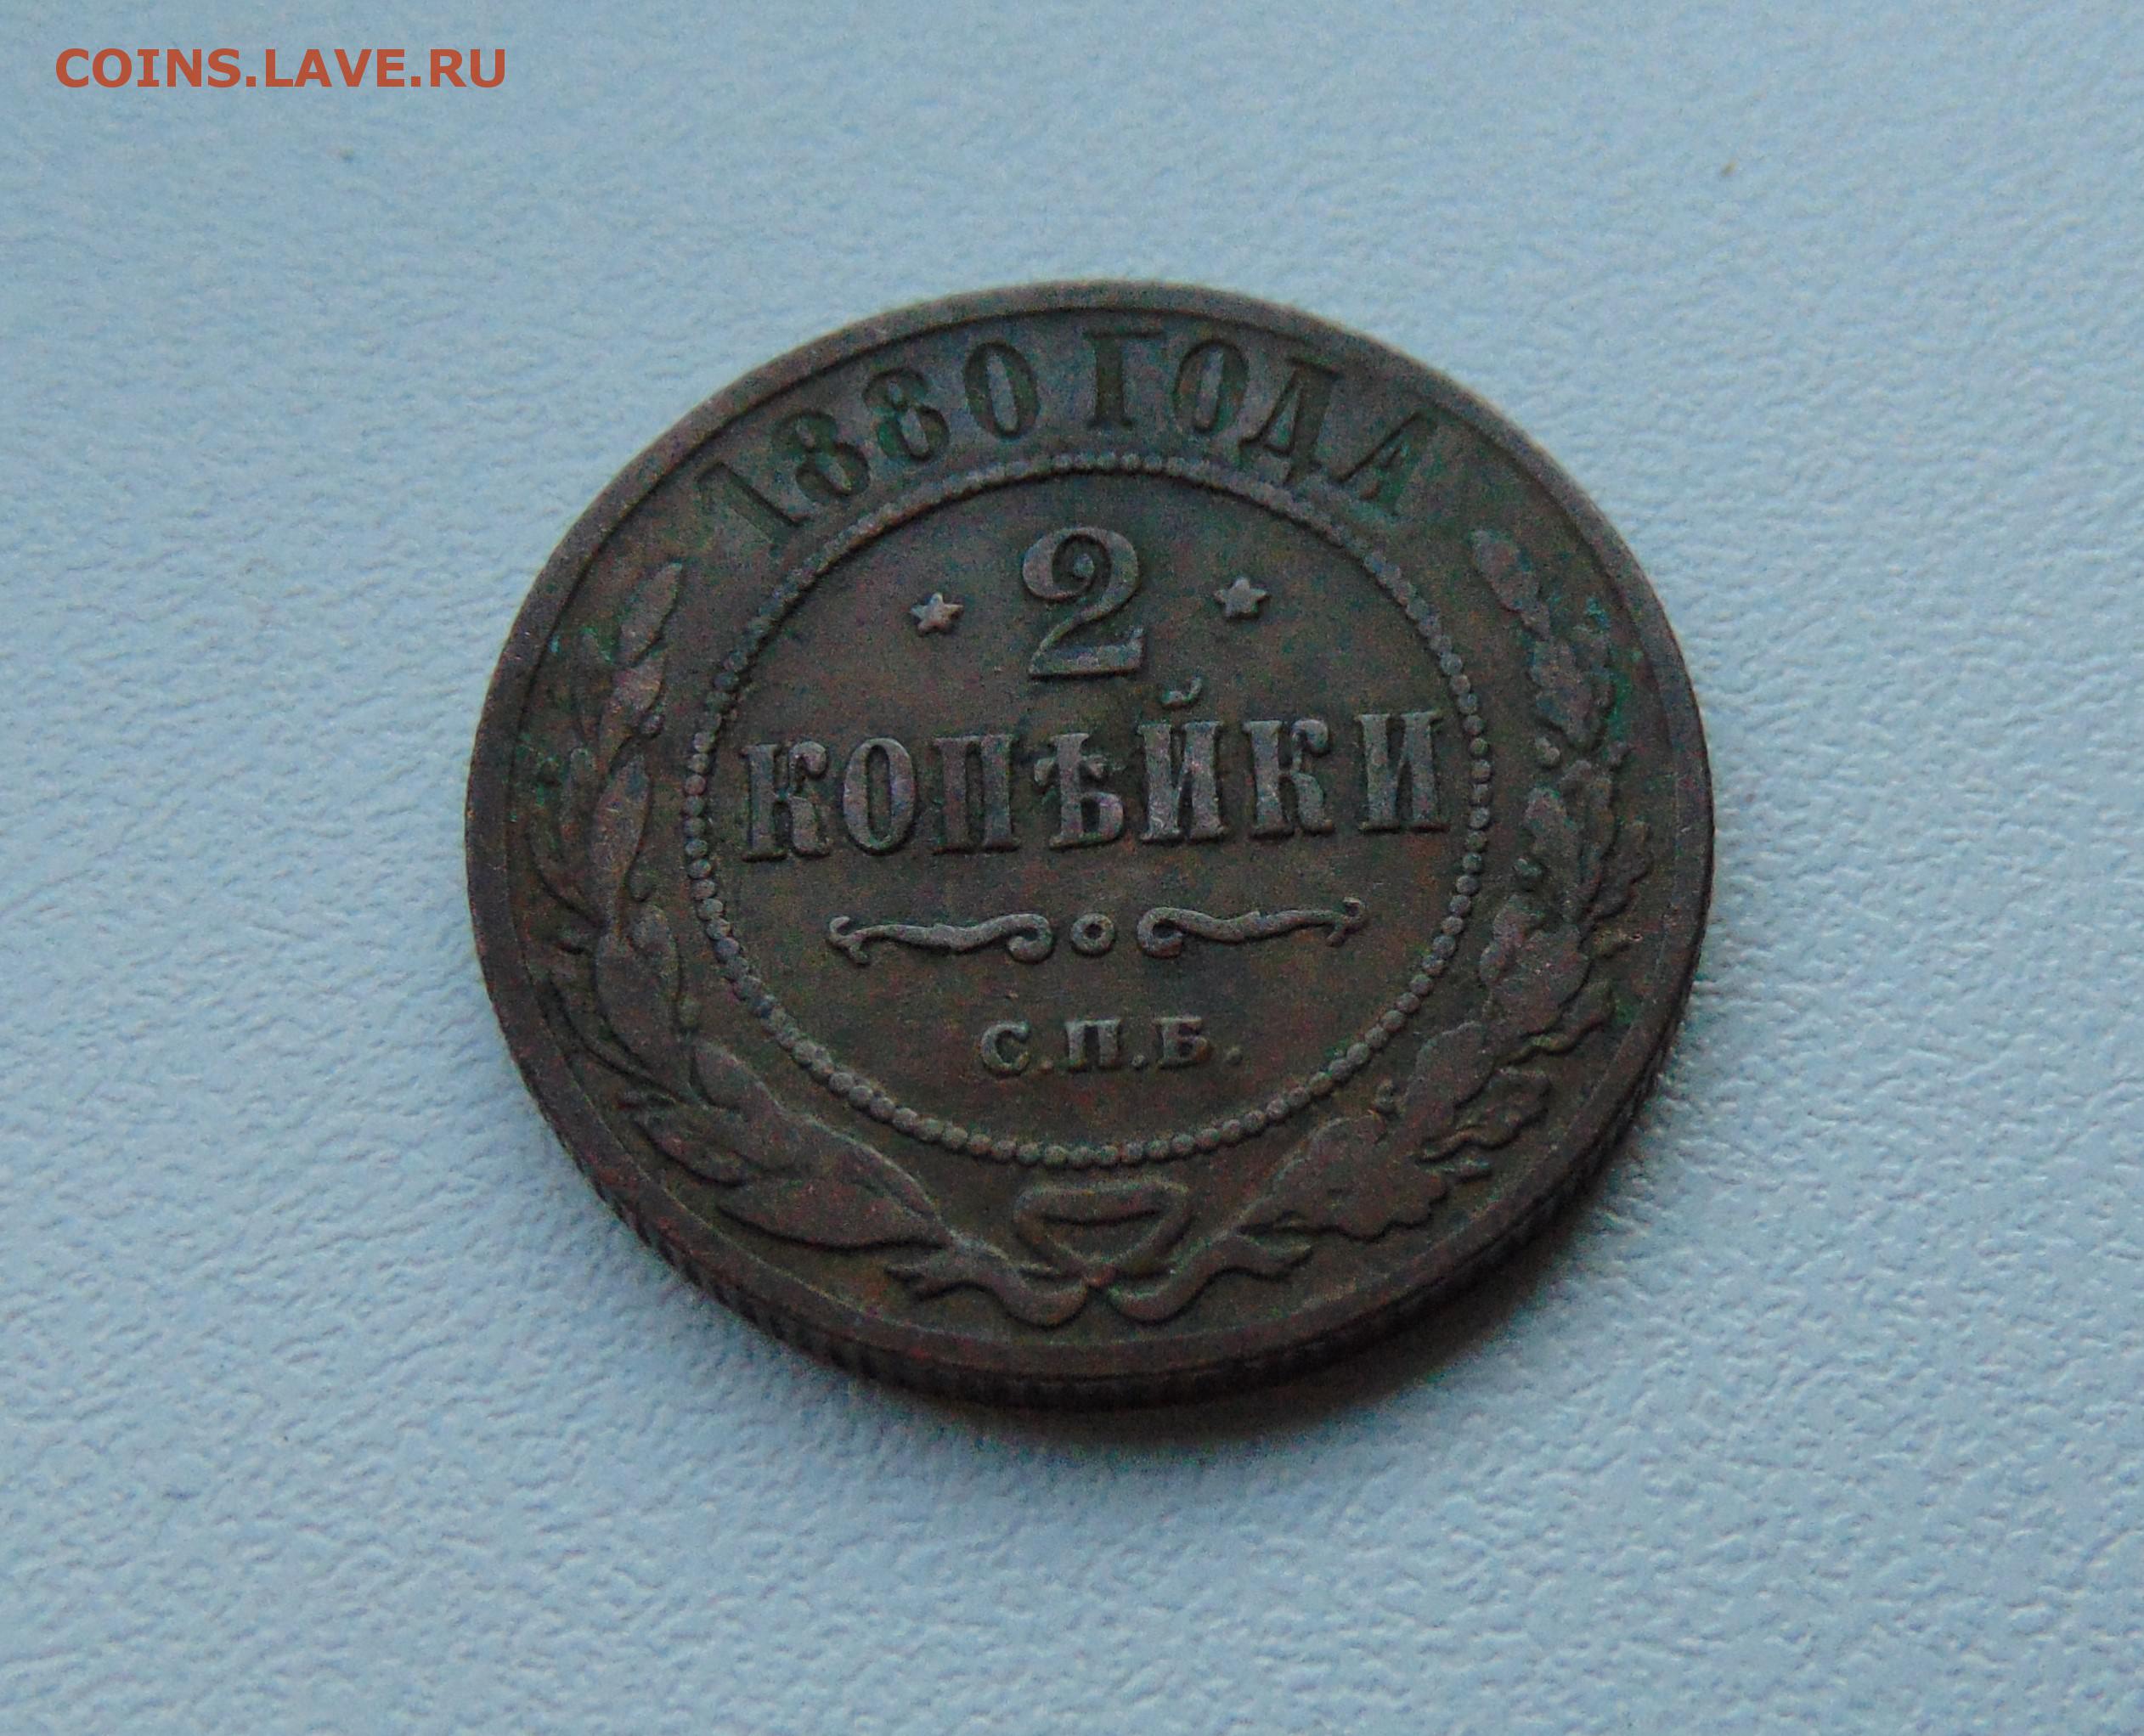 COINS.LAVE.RU
1880 ГОДА
2
КОПѢЙКИ
С.П.Б.